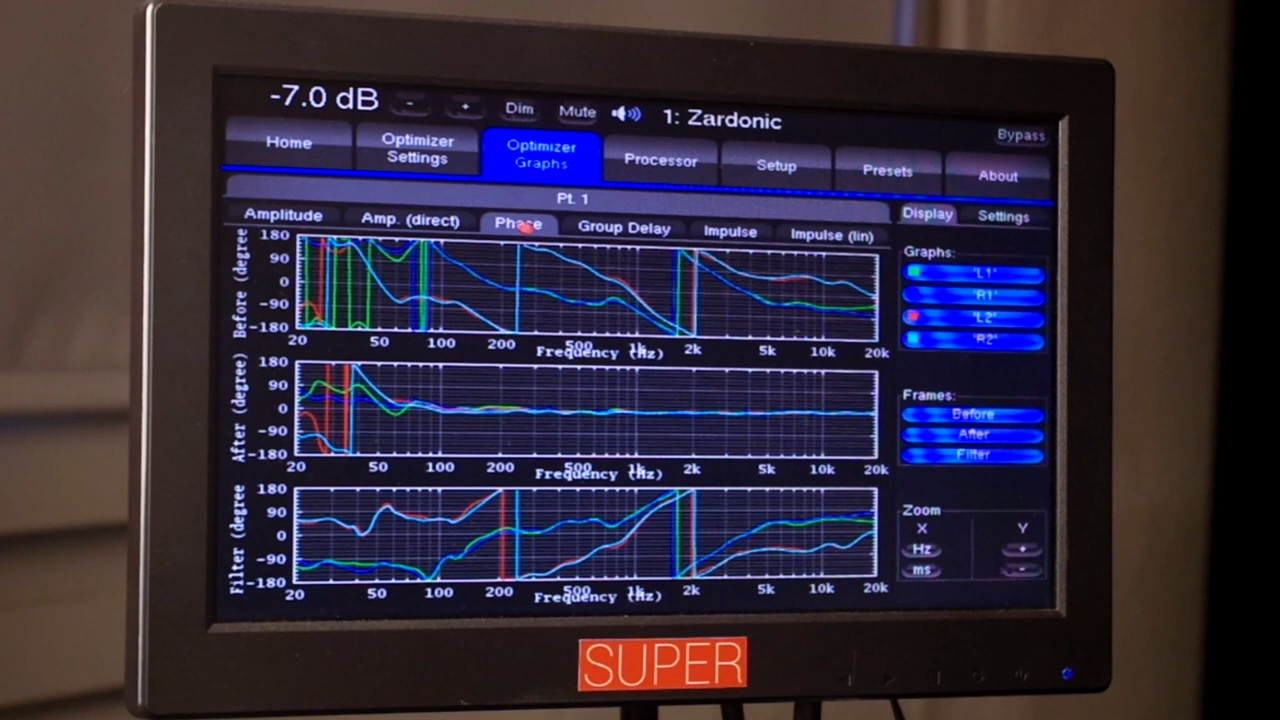 -7.0 dB - + Dim Mute 1: Zardonic
Bypass
Home Optimizer Settings Optimizer Graphs Processor Setup Presets About
Pt. 1
Amplitude Amp. (direct) Phase Group Delay Impulse Impulse (lin)
Display Settings
Before (degree
180
90
0
-90
-180
20 50 100 200 500 1k 2k 5k 10k 20k
Frequency (Hz)
After (degree)
180
90
0
-90
-180
20 50 100 200 500 1k 2k 5k 10k 20k
Frequency (Hz)
Filter (degree
180
90
0
-90
-180
20 50 100 200 500 1k 2k 5k 10k 20k
Frequency (Hz)
Graphs:
'L1'
'R1'
'L2'
'R2'
Frames:
Before
After
Filter
Zoom
X Y
Hz +
ms -
SUPER